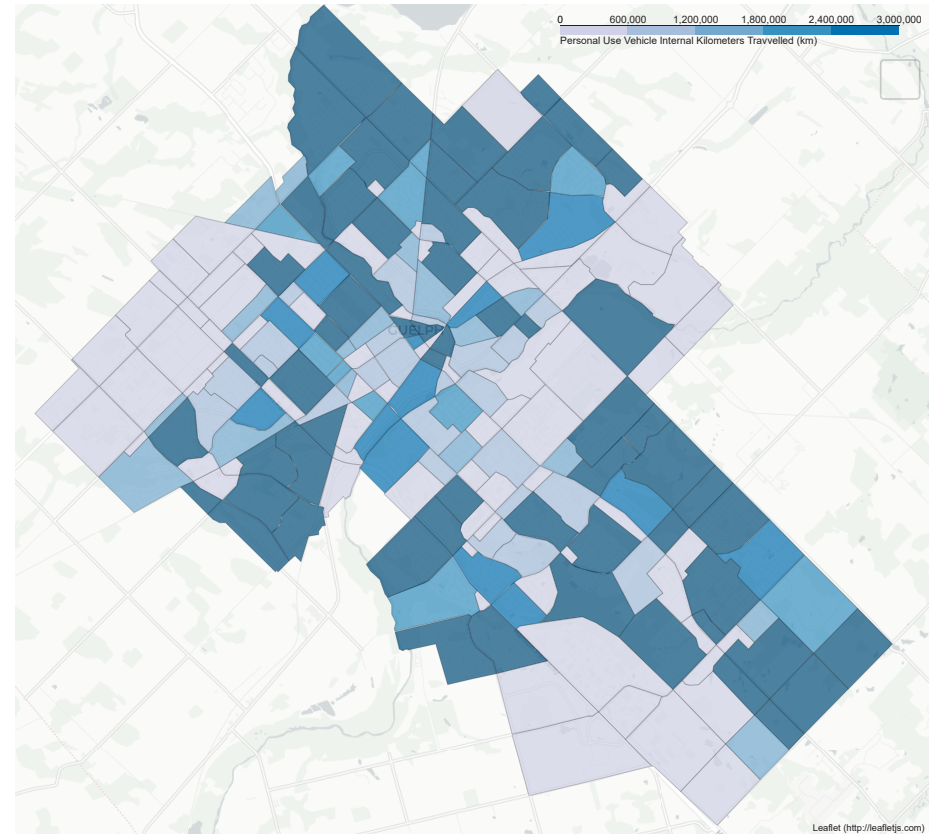 0 600,000 1,200,000 1,800,000 2,400,000 3,000,000
Personal Use Vehicle Internal Kilometers Travvelled (km)
GUELPH
Leaflet (http://leafletjs.com)